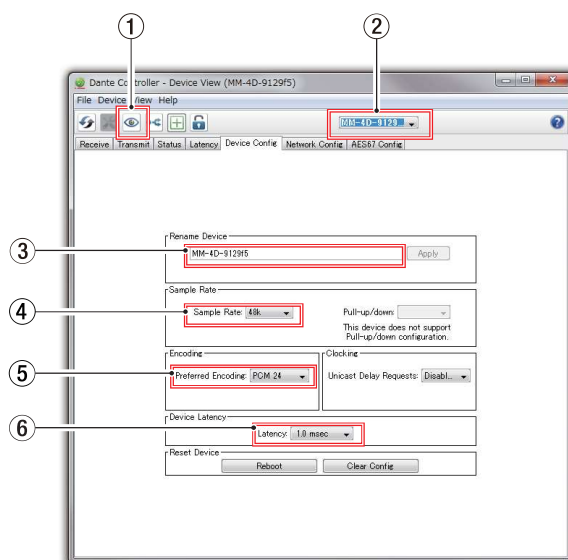 1
2
Dante Controller - Device View (MM-4D-9129f5)
File Device View Help
MM-4D-9129...
Receive Transmit Status Latency Device Config Network Config AES67 Config
Rename Device
3
MM-4D-9129f5
Apply
Sample Rate
4
Sample Rate: 48k
Pull-up/down:
This device does not support
Pull-up/down configuration.
Encoding
Clocking
5
Preferred Encoding: PCM 24
Unicast Delay Requests: Disabl...
Device Latency
6
Latency: 1.0 msec
Reset Device
Reboot
Clear Config